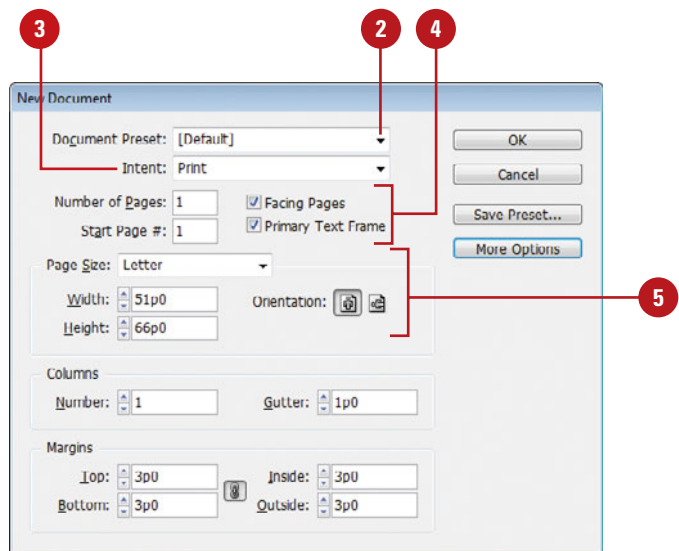 3 2 4
New Document
Document Preset: [Default]
OK
Intent: Print
Cancel
Number of Pages: 1 Facing Pages
Save Preset...
Start Page #: 1 Primary Text Frame
More Options
Page Size: Letter
Width: 51p0 Orientation: 5
Height: 66p0
Columns
Number: 1 Gutter: 1p0
Margins
Top: 3p0 Inside: 3p0
Bottom: 3p0 Outside: 3p0